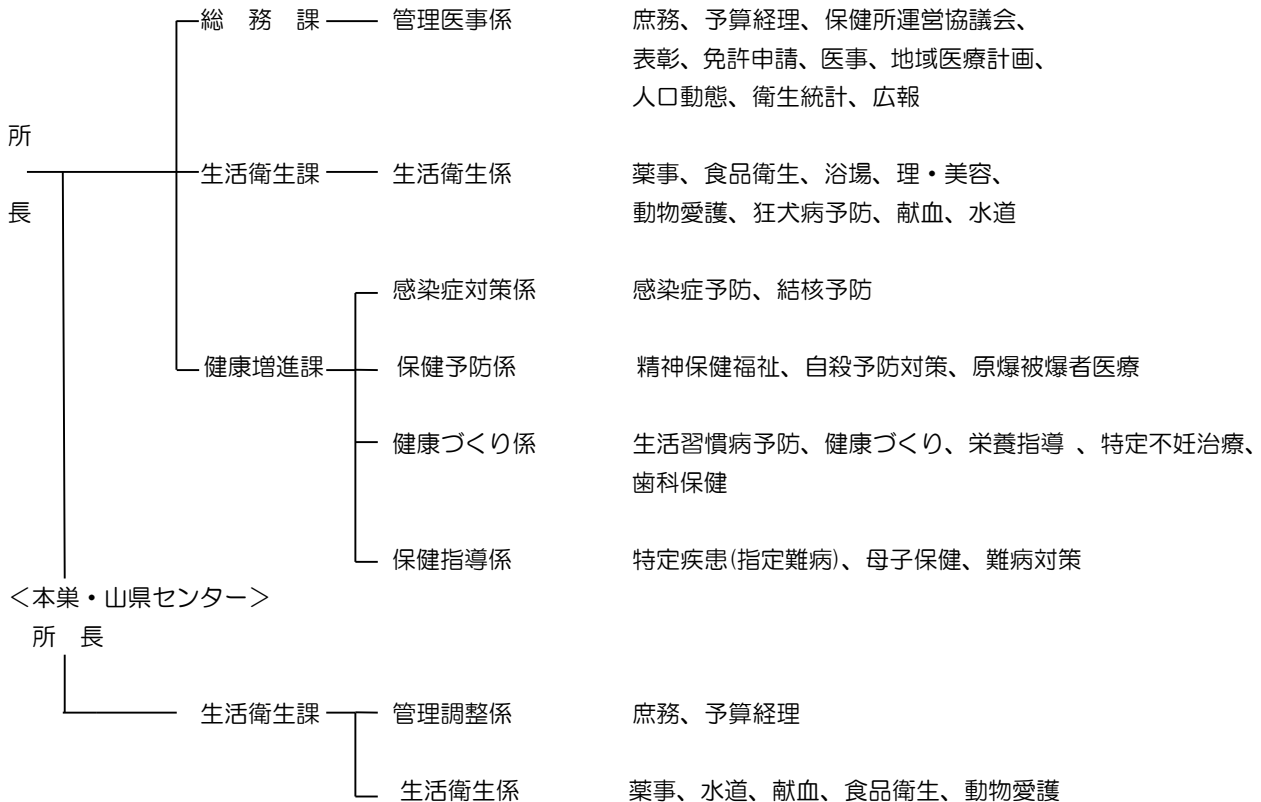 総　務　課　管理医事係　庶務、予算経理、保健所運営協議会、
表彰、免許申請、医事、地域医療計画、
人口動態、衛生統計、広報
所
生活衛生課　生活衛生係　薬事、食品衛生、浴場、理・美容、
長　動物愛護、狂犬病予防、献血、水道
感染症対策係　感染症予防、結核予防
健康増進課　保健予防係　精神保健福祉、自殺予防対策、原爆被爆者医療
健康づくり係　生活習慣病予防、健康づくり、栄養指導 、特定不妊治療、
歯科保健
保健指導係　特定疾患(指定難病)、母子保健、難病対策
＜本巣・山県センター＞
所　長
生活衛生課　管理調整係　庶務、予算経理
生活衛生係　薬事、水道、献血、食品衛生、動物愛護